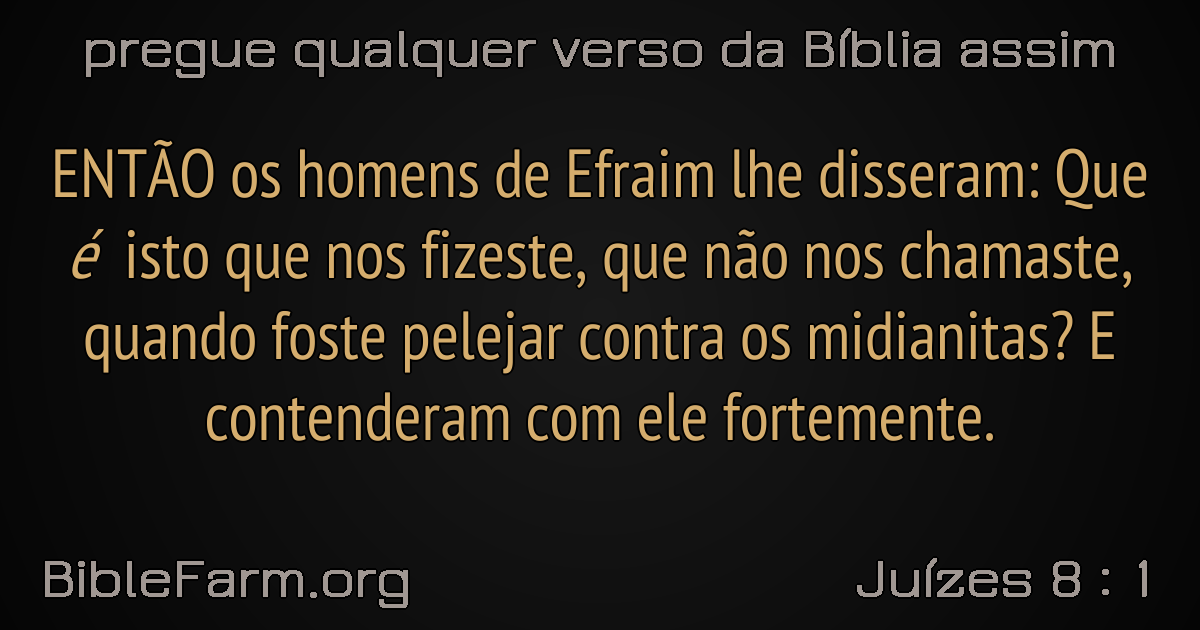 pregue qualquer verso da Bíblia assim
ENTÃO os homens de Efraim lhe disseram: Que
é isto que nos fizeste, que não nos chamaste,
quando foste pelejar contra os midianitas? E
contenderam com ele fortemente.
BibleFarm.org
Juízes 8 : 1